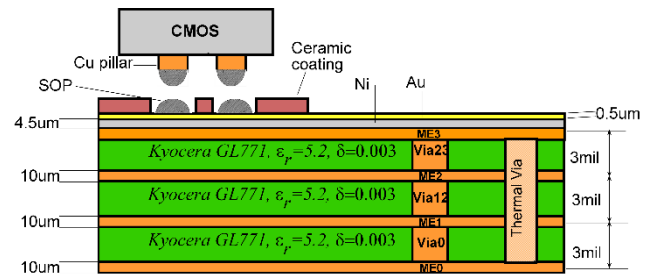 CMOS
Cu pillar
Ceramic
coating
SOP
Ni
Au
4.5um
0.5um
ME3
Kyocera GL771, εr=5.2, δ=0.003
Via23
3mil
10um
ME2
Kyocera GL771, εr=5.2, δ=0.003
Via12
3mil
10um
ME1
Kyocera GL771, εr=5.2, δ=0.003
Via0
3mil
10um
ME0
Thermal Via